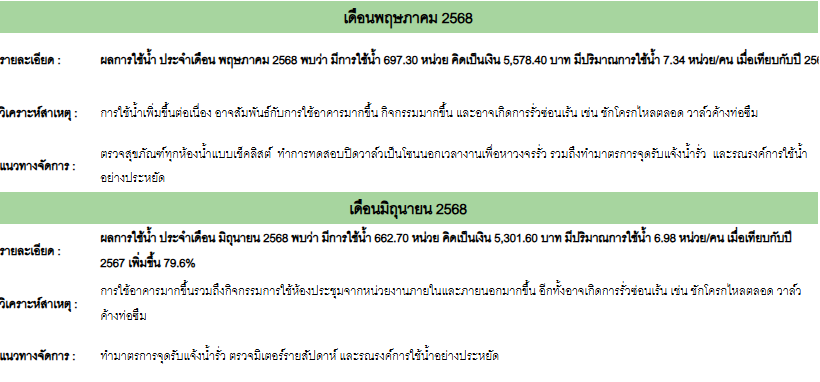 เดือนพฤษภาคม 2568
รายละเอียด : ผลการใช้น้ำ ประจำเดือน พฤษภาคม 2568 พบว่า มีการใช้น้ำ 697.30 หน่วย คิดเป็นเงิน 5,578.40 บาท มีปริมาณการใช้น้ำ 7.34 หน่วย/คน เมื่อเทียบกับปี
วิเคราะห์สาเหตุ : การใช้น้ำเพิ่มขึ้นต่อเนื่อง อาจสัมพันธ์กับการใช้อาคารมากขึ้น กิจกรรมมากขึ้น และอาจเกิดการรั่วซ่อนเร้น เช่น ชักโครกไหลตลอด วาล์วค้างท่อซึม
แนวทางจัดการ : ตรวจสุขภัณฑ์ทุกห้องน้ำแบบเช็คลิสต์ ทำการทดสอบปิดวาล์วเป็นโซนนอกเวลางานเพื่อหาวงจรรั่ว รวมถึงทำมาตรการจุดรับแจ้งน้ำรั่ว และรณรงค์การใช้น้ำ
อย่างประหยัด
เดือนมิถุนายน 2568
รายละเอียด : ผลการใช้น้ำ ประจำเดือน มิถุนายน 2568 พบว่า มีการใช้น้ำ 662.70 หน่วย คิดเป็นเงิน 5,301.60 บาท มีปริมาณการใช้น้ำ 6.98 หน่วย/คน เมื่อเทียบกับปี
2567 เพิ่มขึ้น 79.6%
วิเคราะห์สาเหตุ : การใช้อาคารมากขึ้นรวมถึงกิจกรรมการใช้ห้องประชุมจากหน่วยงานภายในและภายนอกมากขึ้น อีกทั้งอาจเกิดการรั่วซ่อนเร้น เช่น ชักโครกไหลตลอด วาล์ว
ค้างท่อซึม
แนวทางจัดการ : ทำมาตรการจุดรับแจ้งน้ำรั่ว ตรวจมิเตอร์รายสัปดาห์ และรณรงค์การใช้น้ำอย่างประหยัด